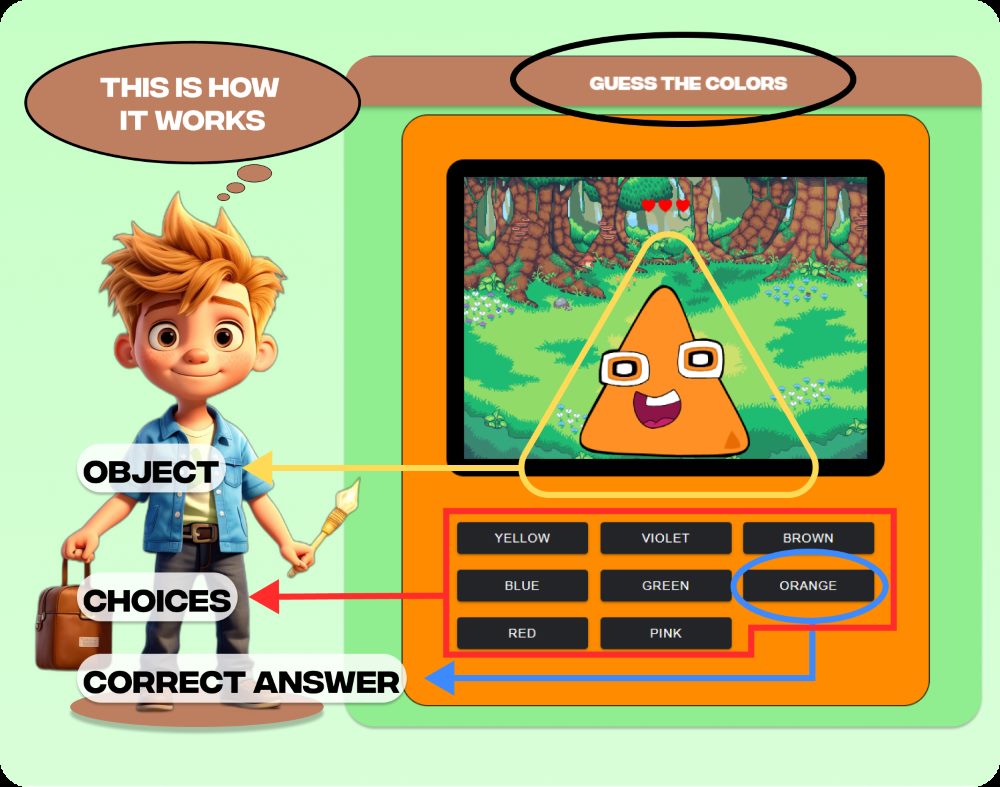 THIS IS HOW
IT WORKS
GUESS THE COLORS
OBJECT
YELLOW
VIOLET
BROWN
BLUE
GREEN
ORANGE
RED
PINK
CHOICES
CORRECT ANSWER